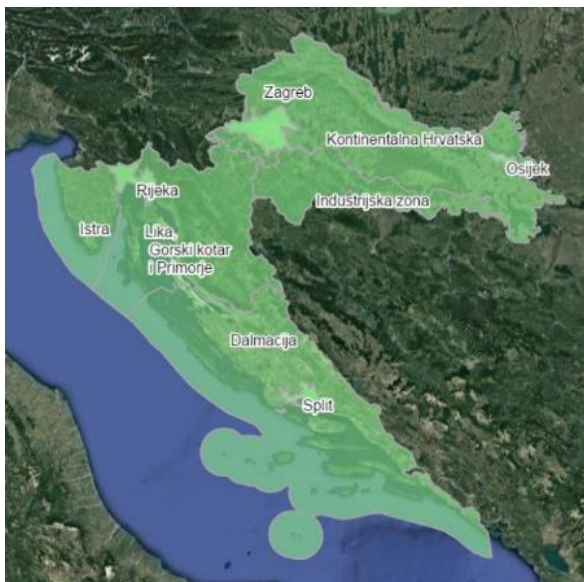 Zagreb
Kontinentalna Hrvatska
Osijek
Rijeka
Industrijska zona
Istra
Lika,
Gorski kotar
i Primorje
Dalmacija
Split